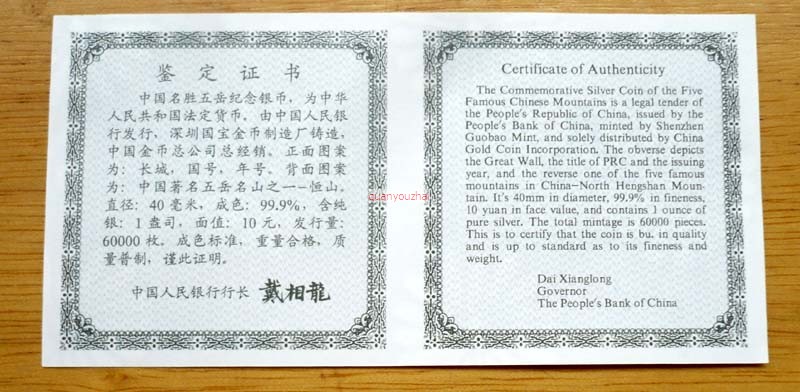 鉴定证书
中国名胜五岳纪念银币，为中华
人民共和国法定货币，由中国人民银
行发行，深圳国宝金币制造厂铸造，
中国金币总公司总经销。正面图案
为：长城，国号，年号。背面图案
为：中国著名五岳名山之一--恒山。
直径：40毫米，成色：99.9%，含纯
银：1盎司，面值：10元，发行量：
60000枚。成色标准，重量合格，质
量普制，谨此证明。
中国人民银行行长 戴相龍
Certificate of Authenticity
The Commemorative Silver Coin of the Five
Famous Chinese Mountains is a legal tender of
the People's Republic of China, issued by the
People's Bank of China, minted by Shenzhen
Guobao Mint, and solely distributed by China
Gold Coin Incorporation. The obverse depicts
the Great Wall, the title of PRC and the issuing
year, and the reverse one of the five famous
mountains in China-North Hengshan Moun-
tain. It's 40mm in diameter, 99.9% in fineness,
10 yuan in face value, and contains 1 ounce of
pure silver. The total mintage is 60000 pieces.
This is to certify that the coin is bu. in quality
and is up to standard as to its fineness and
weight.
Dai Xianglong
Governor
The People's Bank of China
quanyouzhai